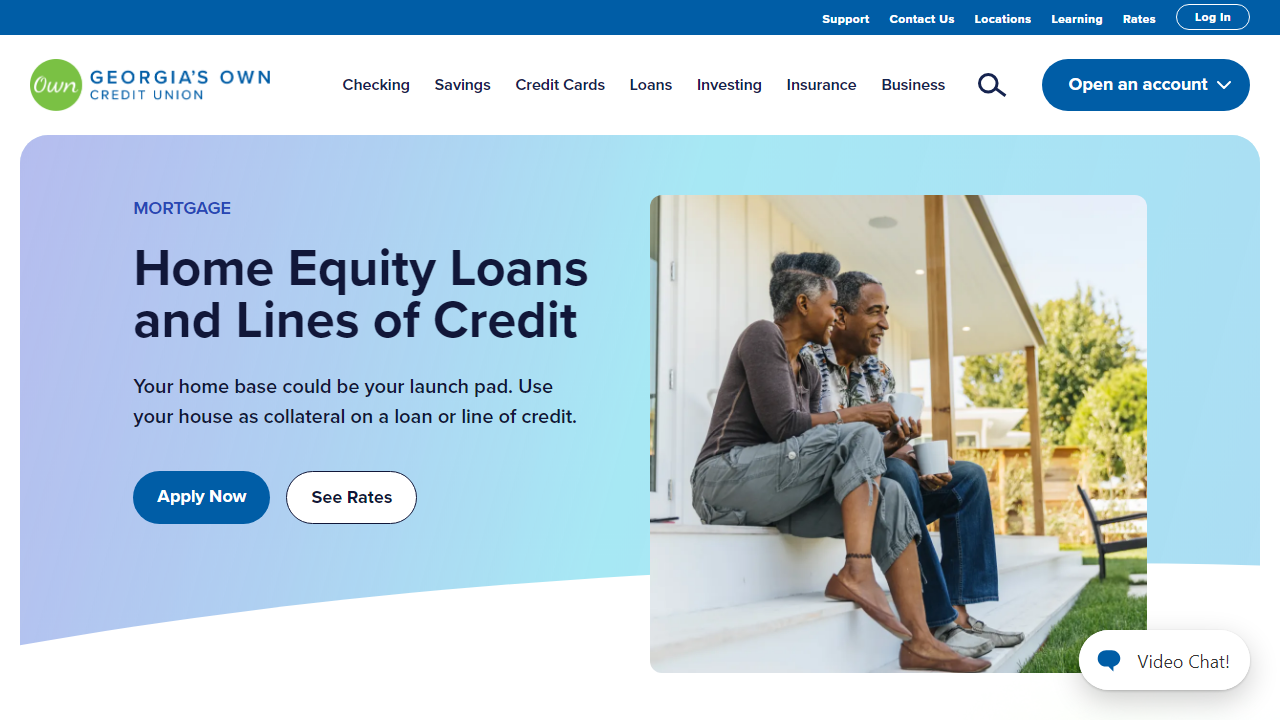 Support Contact Us Locations Learning Rates Log In
Own GEORGIA'S OWN
CREDIT UNION
Checking Savings Credit Cards Loans Investing Insurance Business Open an account
MORTGAGE
Home Equity Loans
and Lines of Credit
Your home base could be your launch pad. Use
your house as collateral on a loan or line of credit.
Apply Now See Rates
Video Chat!